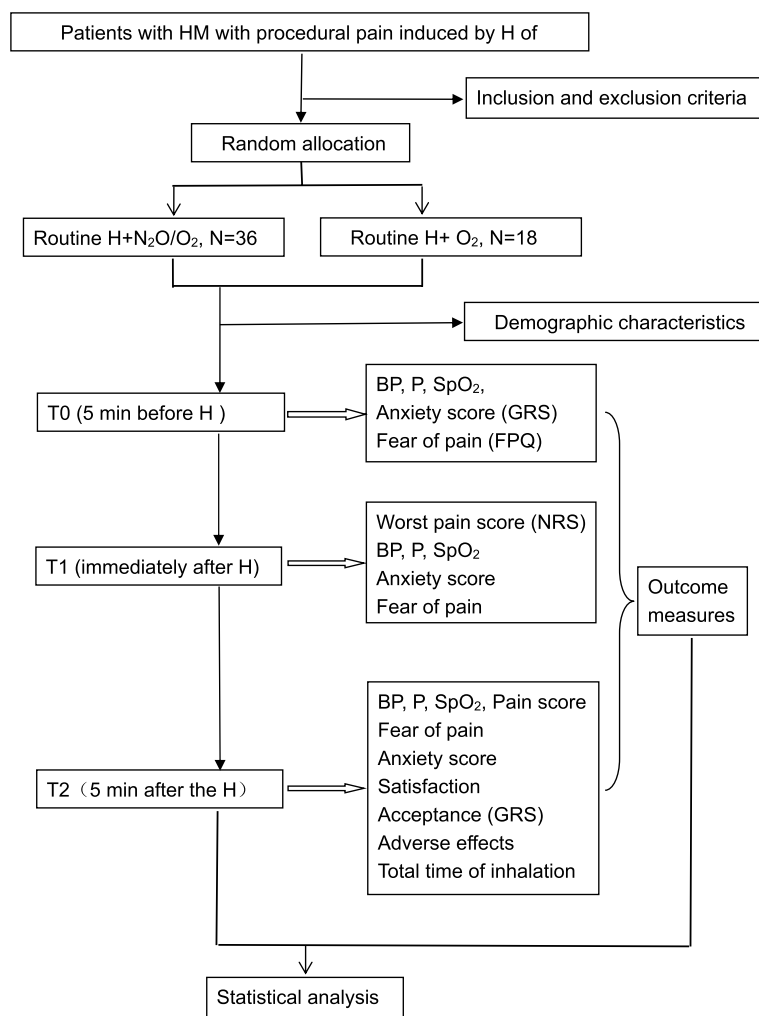 Patients with HM with procedural pain induced by H of
Inclusion and exclusion criteria
Random allocation
Routine H+N₂O/O₂, N=36
Routine H+ O₂, N=18
Demographic characteristics
T0 (5 min before H )
BP, P, SpO₂,
Anxiety score (GRS)
Fear of pain (FPQ)
T1 (immediately after H)
Worst pain score (NRS)
BP, P, SpO₂
Anxiety score
Fear of pain
Outcome
measures
T2（5 min after the H）
BP, P, SpO₂, Pain score
Fear of pain
Anxiety score
Satisfaction
Acceptance (GRS)
Adverse effects
Total time of inhalation
Statistical analysis